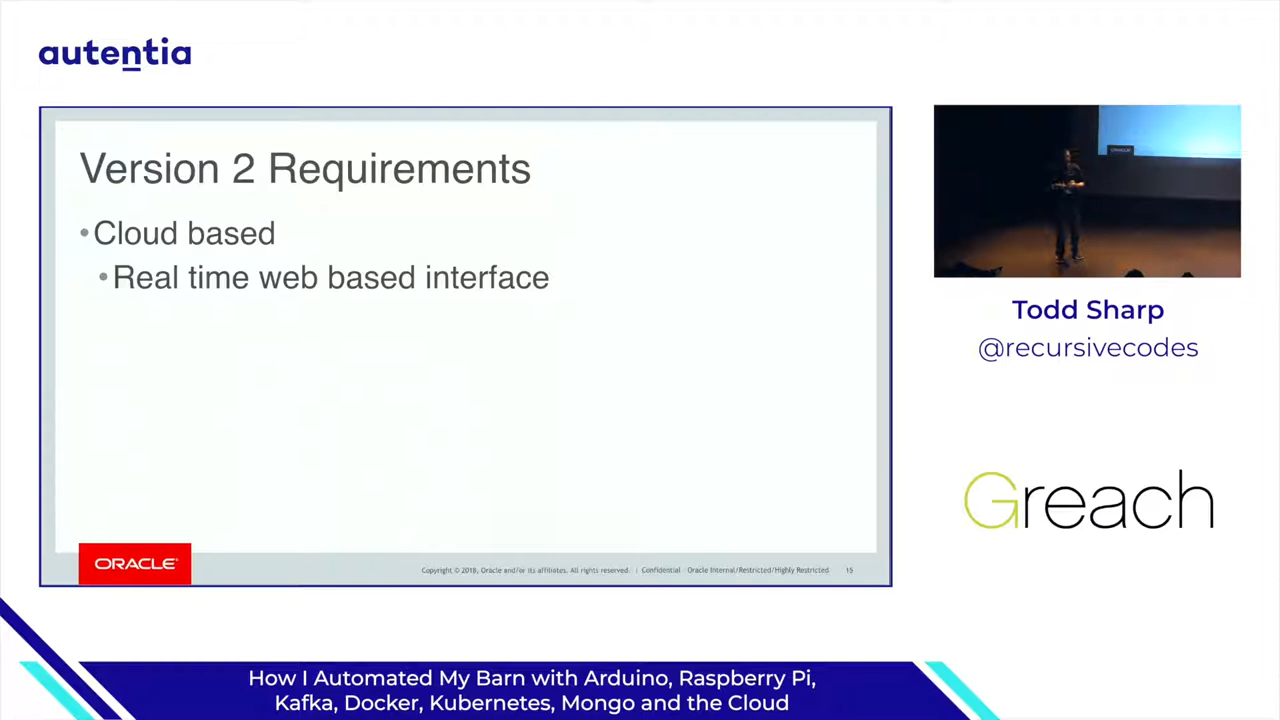 autentia
Version 2 Requirements
•Cloud based
•Real time web based interface
ORACLE®
Copyright © 2018, Oracle and/or its affiliates. All rights reserved. | Confidential – Oracle Internal/Restricted/Highly Restricted 15
ORACLE
Todd Sharp
@recursivecodes
Greach
How I Automated My Barn with Arduino, Raspberry Pi,
Kafka, Docker, Kubernetes, Mongo and the Cloud